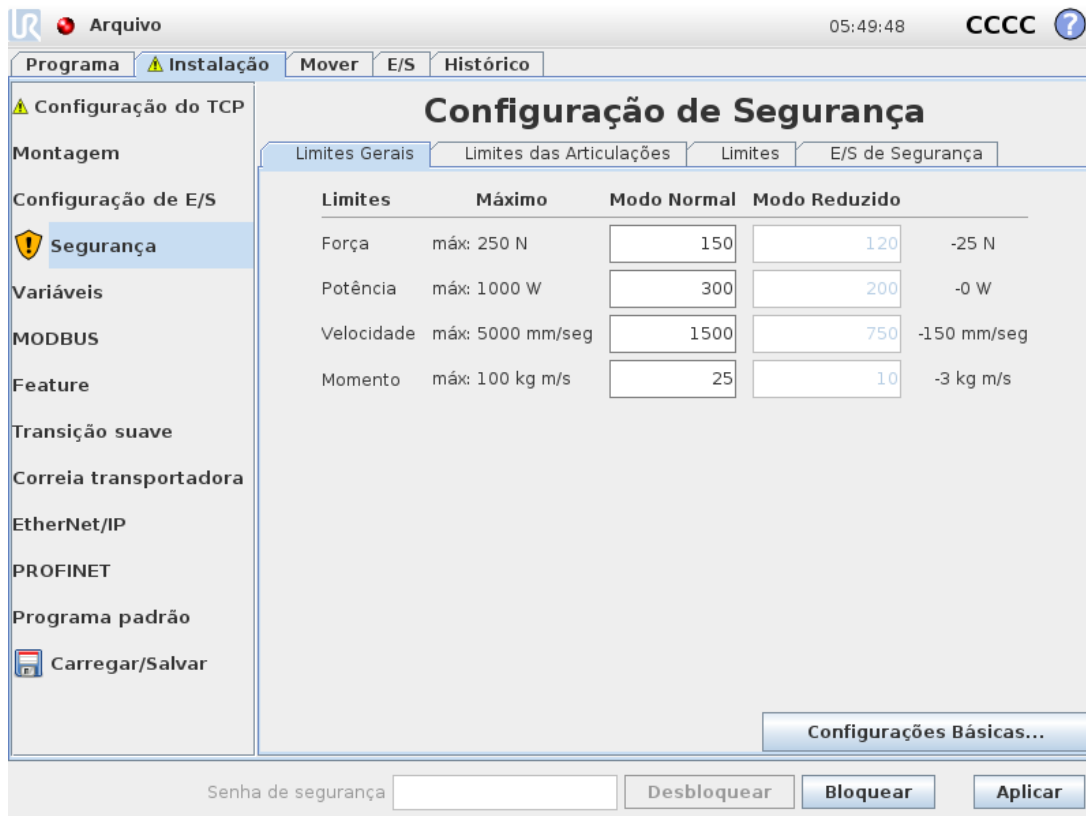 UR Arquivo 05:49:48 CCCC ?
Programa Instalação Mover E/S Histórico
Configuração do TCP
Montagem
Configuração de E/S
Segurança
Variáveis
MODBUS
Feature
Transição suave
Correia transportadora
EtherNet/IP
PROFINET
Programa padrão
Carregar/Salvar
Configuração de Segurança
Limites Gerais Limites das Articulações Limites E/S de Segurança
Limites Máximo Modo Normal Modo Reduzido
Força máx: 250 N 150 120 -25 N
Potência máx: 1000 W 300 200 -0 W
Velocidade máx: 5000 mm/seg 1500 750 -150 mm/seg
Momento máx: 100 kg m/s 25 10 -3 kg m/s
Configurações Básicas...
Senha de segurança Desbloquear Bloquear Aplicar